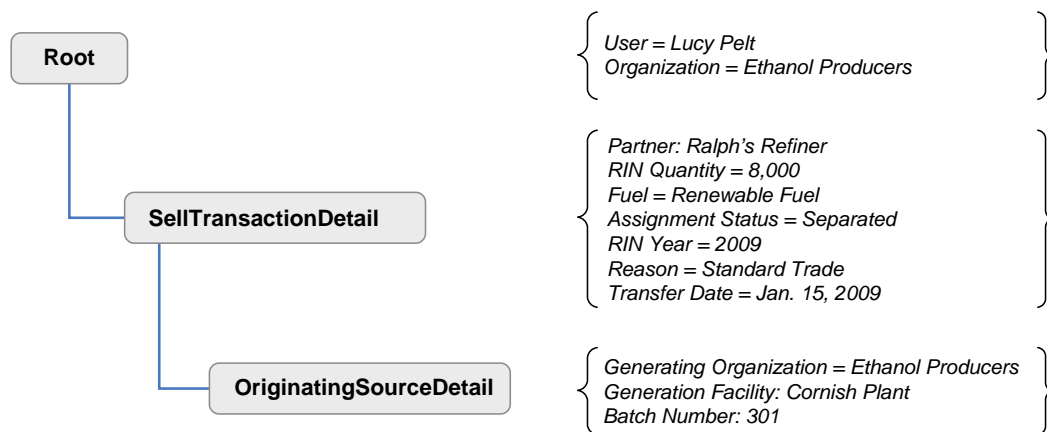 Root
User = Lucy Pelt
Organization = Ethanol Producers
SellTransactionDetail
Partner: Ralph's Refiner
RIN Quantity = 8,000
Fuel = Renewable Fuel
Assignment Status = Separated
RIN Year = 2009
Reason = Standard Trade
Transfer Date = Jan. 15, 2009
OriginatingSourceDetail
Generating Organization = Ethanol Producers
Generation Facility: Cornish Plant
Batch Number: 301